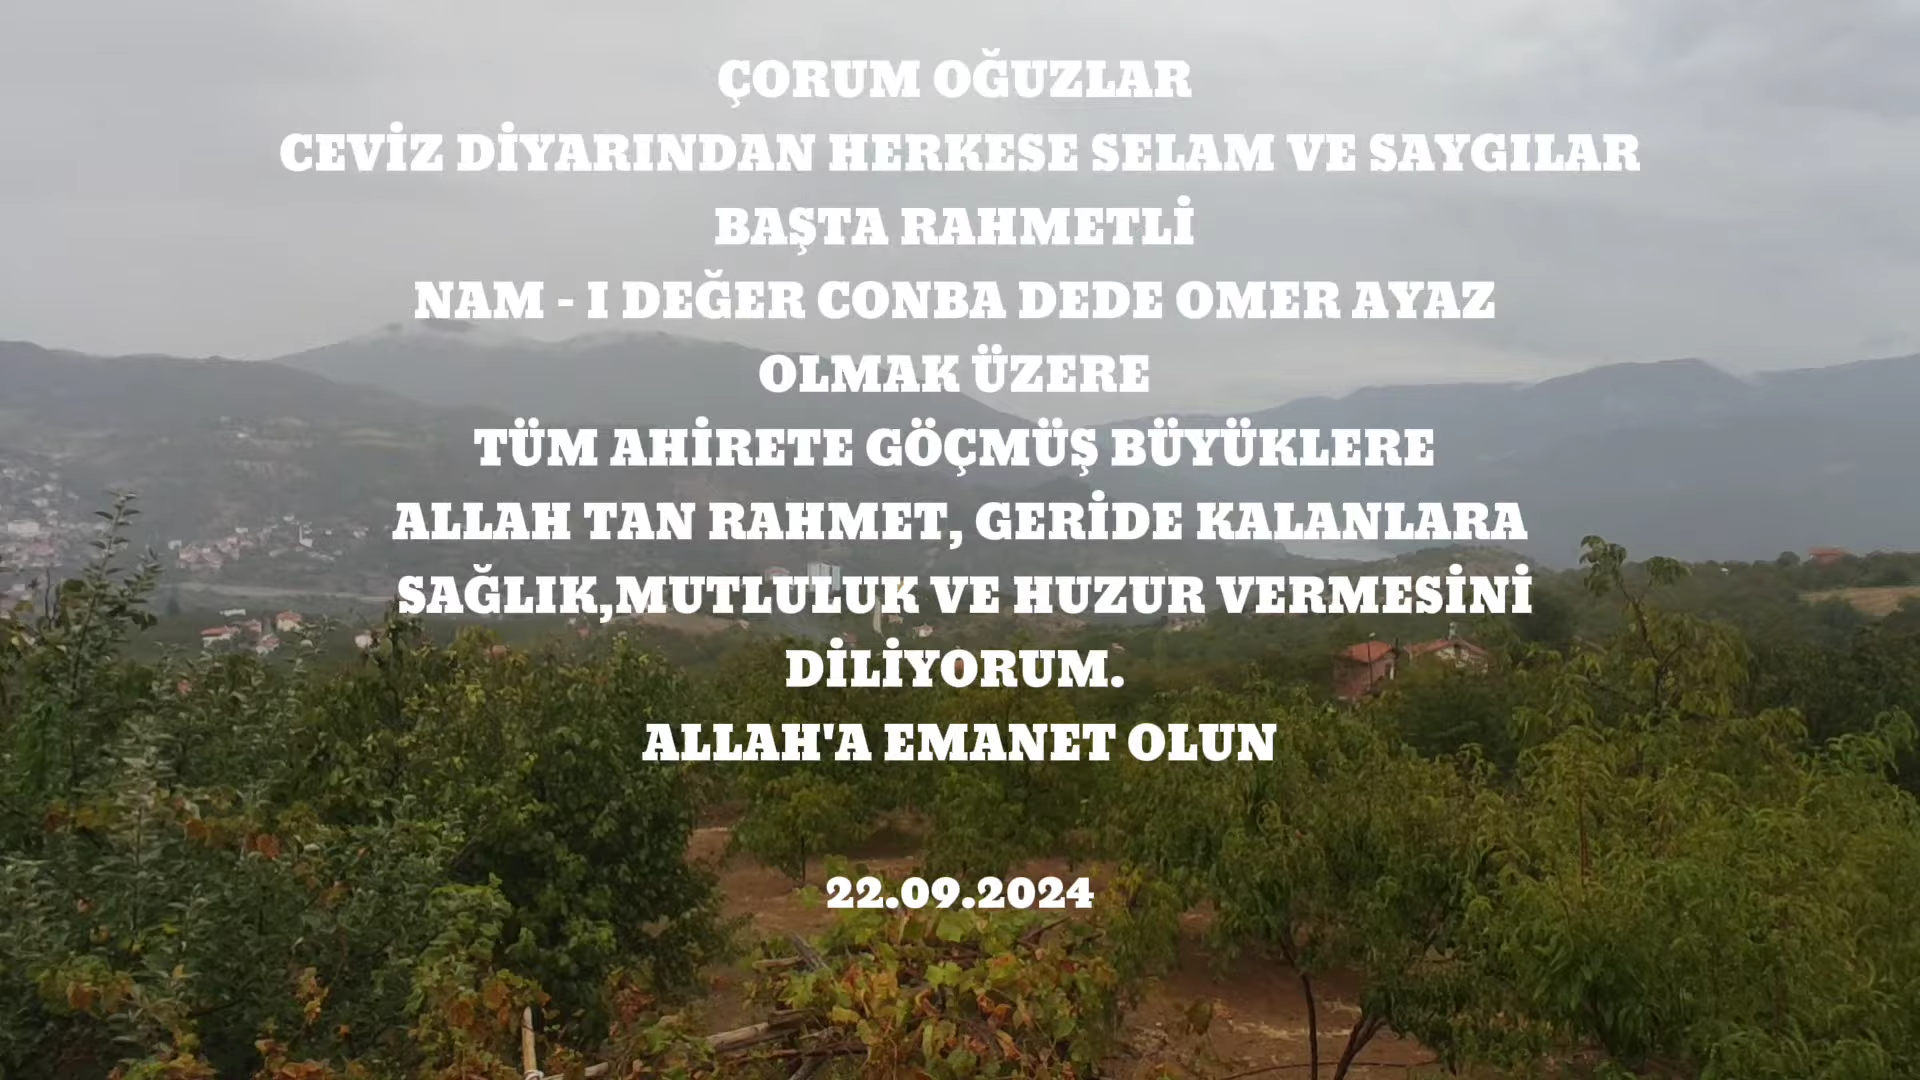 ÇORUM OĞUZLAR
CEVİZ DİYARINDAN HERKESE SELAM VE SAYGILAR
BAŞTA RAHMETLİ
NAM - I DEĞER CONBA DEDE OMER AYAZ
OLMAK ÜZERE
TÜM AHİRETE GÖÇMÜŞ BÜYÜKLERE
ALLAH TAN RAHMET, GERİDE KALANLARA
SAĞLIK,MUTLULUK VE HUZUR VERMESİNİ
DİLİYORUM.
ALLAH'A EMANET OLUN
22.09.2024